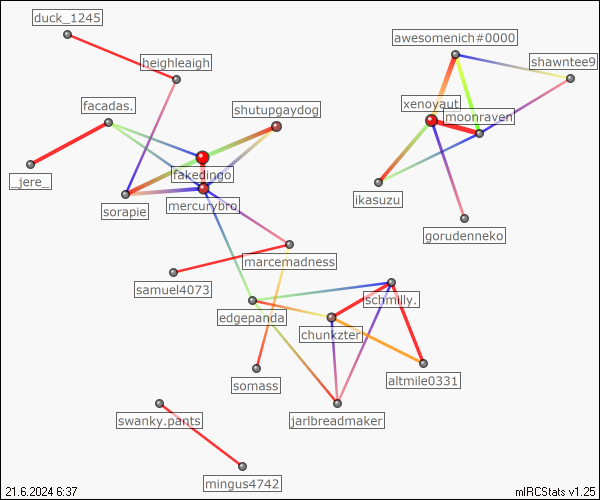 duck_1245
awesomenich#0000
heighleaigh
shawntee9
facadas.
shutupgaydog
xenoyaut
moonraven
fakedingo
_jere_
sorapie
mercurybro
ikasuzu
gorudenneko
marcemadness
samuel4073
schmilly.
edgepanda
chunkzter
somass
altmile0331
swanky.pants
jarlbreadmaker
mingus4742
21.6.2024 6:37
mIRCStats v1.25